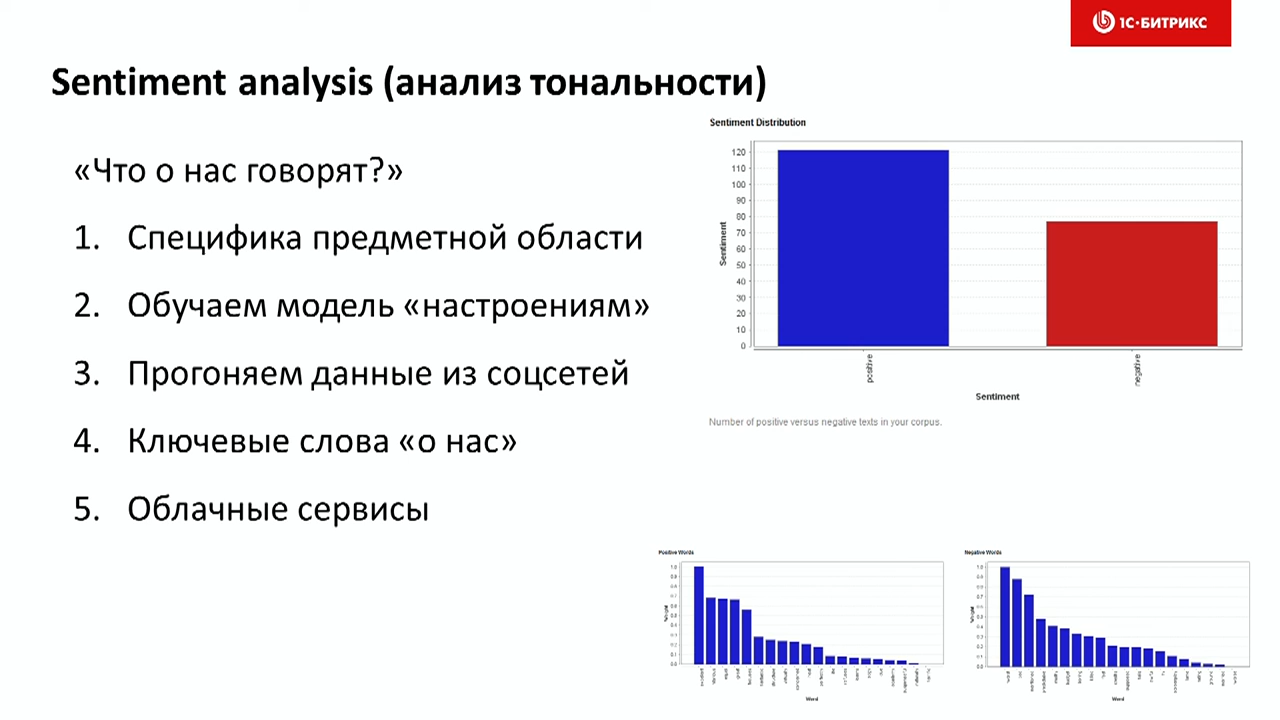 1С·БИТРИКС
Sentiment analysis (анализ тональности)
«Что о нас говорят?»
1. Специфика предметной области
2. Обучаем модель «настроениям»
3. Прогоняем данные из соцсетей
4. Ключевые слова «о нас»
5. Облачные сервисы
Sentiment Distribution
120
110
100
90
80
70
60
50
40
30
20
10
0
Sentiment
positive
negative
Sentiment
Number of positive versus negative texts in your corpus.
Positive Words
Weight
Word
Negative Words
Weight
Word